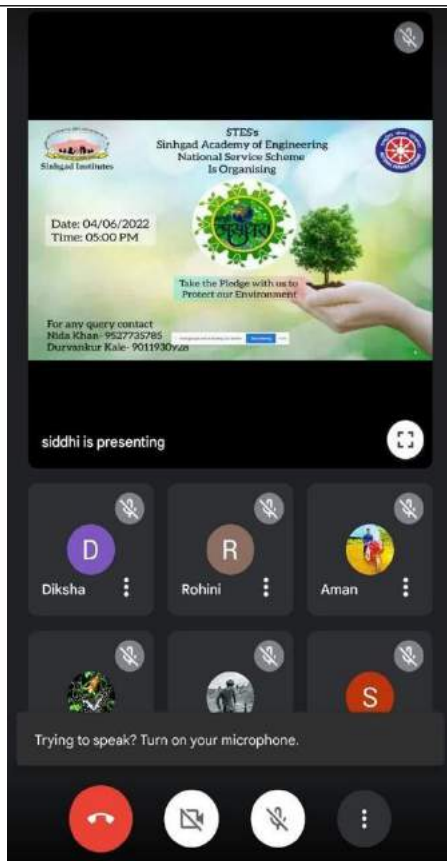 STES's
Sinhgad Academy of Engineering
National Service Scheme
Is Organising
Sinhgad Institutes
Date: 04/06/2022
Time: 05:00 PM
Take the Pledge with us to
Protect our Environment
For any query contact
Nida Khan- 9527735785
Durvankur Kale- 9011930928
siddhi is presenting
D
R
Diksha
Rohini
Aman
S
Trying to speak? Turn on your microphone.